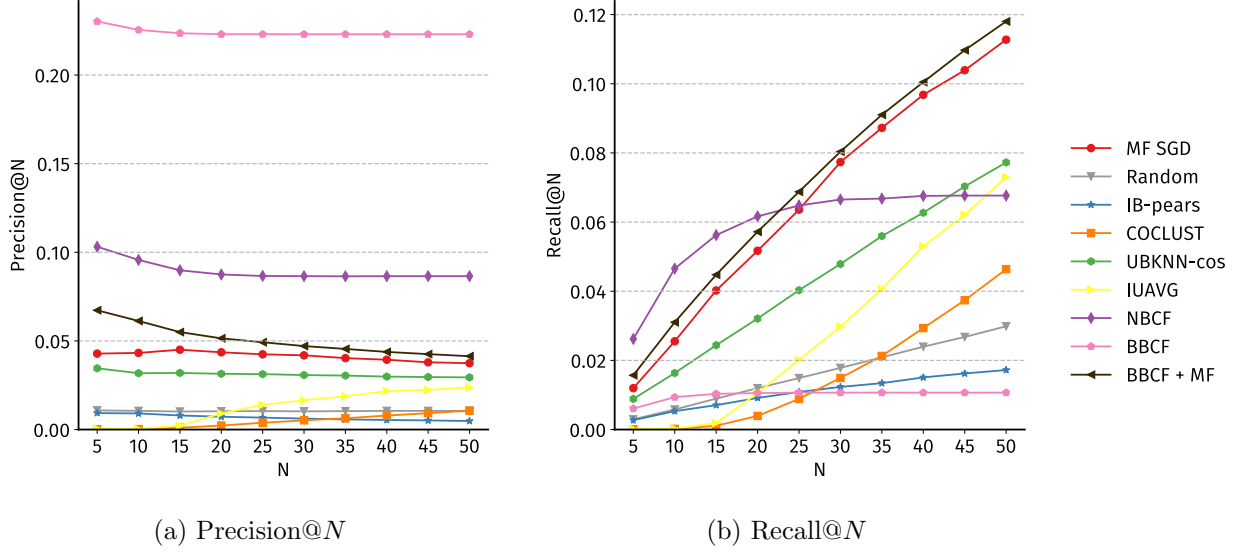 Precision@N
0.20
0.15
0.10
0.05
0.00
5 10 15 20 25 30 35 40 45 50
N
(a) Precision@N
Recall@N
0.12
0.10
0.08
0.06
0.04
0.02
0.00
5 10 15 20 25 30 35 40 45 50
N
(b) Recall@N
MF SGD
Random
IB-pears
COCLUST
UBKNN-cos
IUAVG
NBCF
BBCF
BBCF + MF